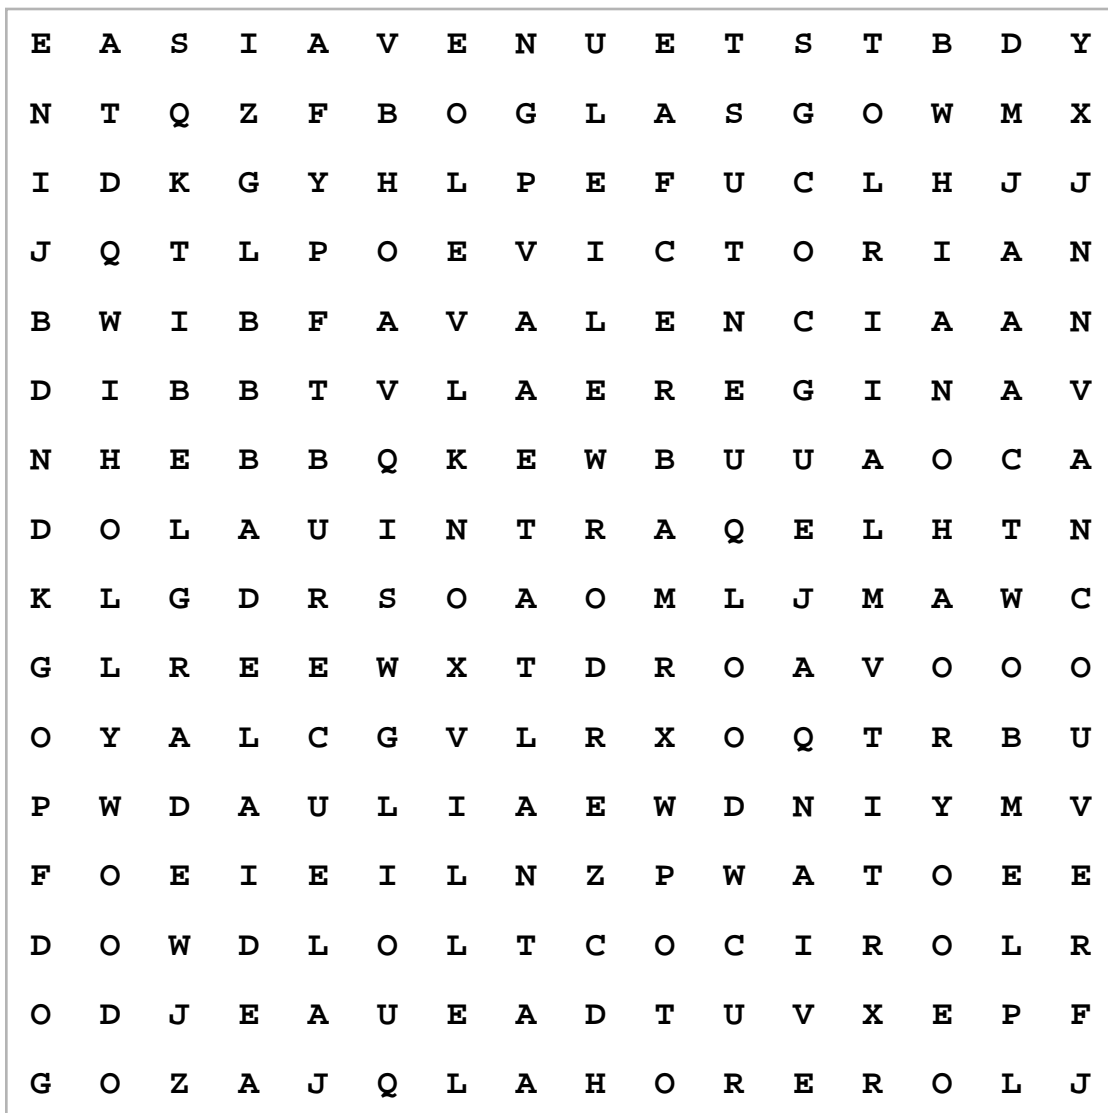 E A S I A V E N U E T S T B D Y
N T Q Z F B O G L A S G O W M X
I D K G Y H L P E F U C L H J J
J Q T L P O E V I C T O R I A N
B W I B F A V A L E N C I A A N
D I B B T V L A E R E G I N A V
N H E B B Q K E W B U U A O C A
D O L A U I N T R A Q E L H T N
K L G D R S O A O M L J M A W C
G L R E E W X T D R O A V O O O
O Y A L C G V L R X O Q T R B U
P W D A U L I A E W D N I Y M V
F O E I E I L N Z P W A T O E E
D O W D L O L T C O C I R O L R
O D J E A U E A D T U V X E P F
G O Z A J Q L A H O R E R O L J